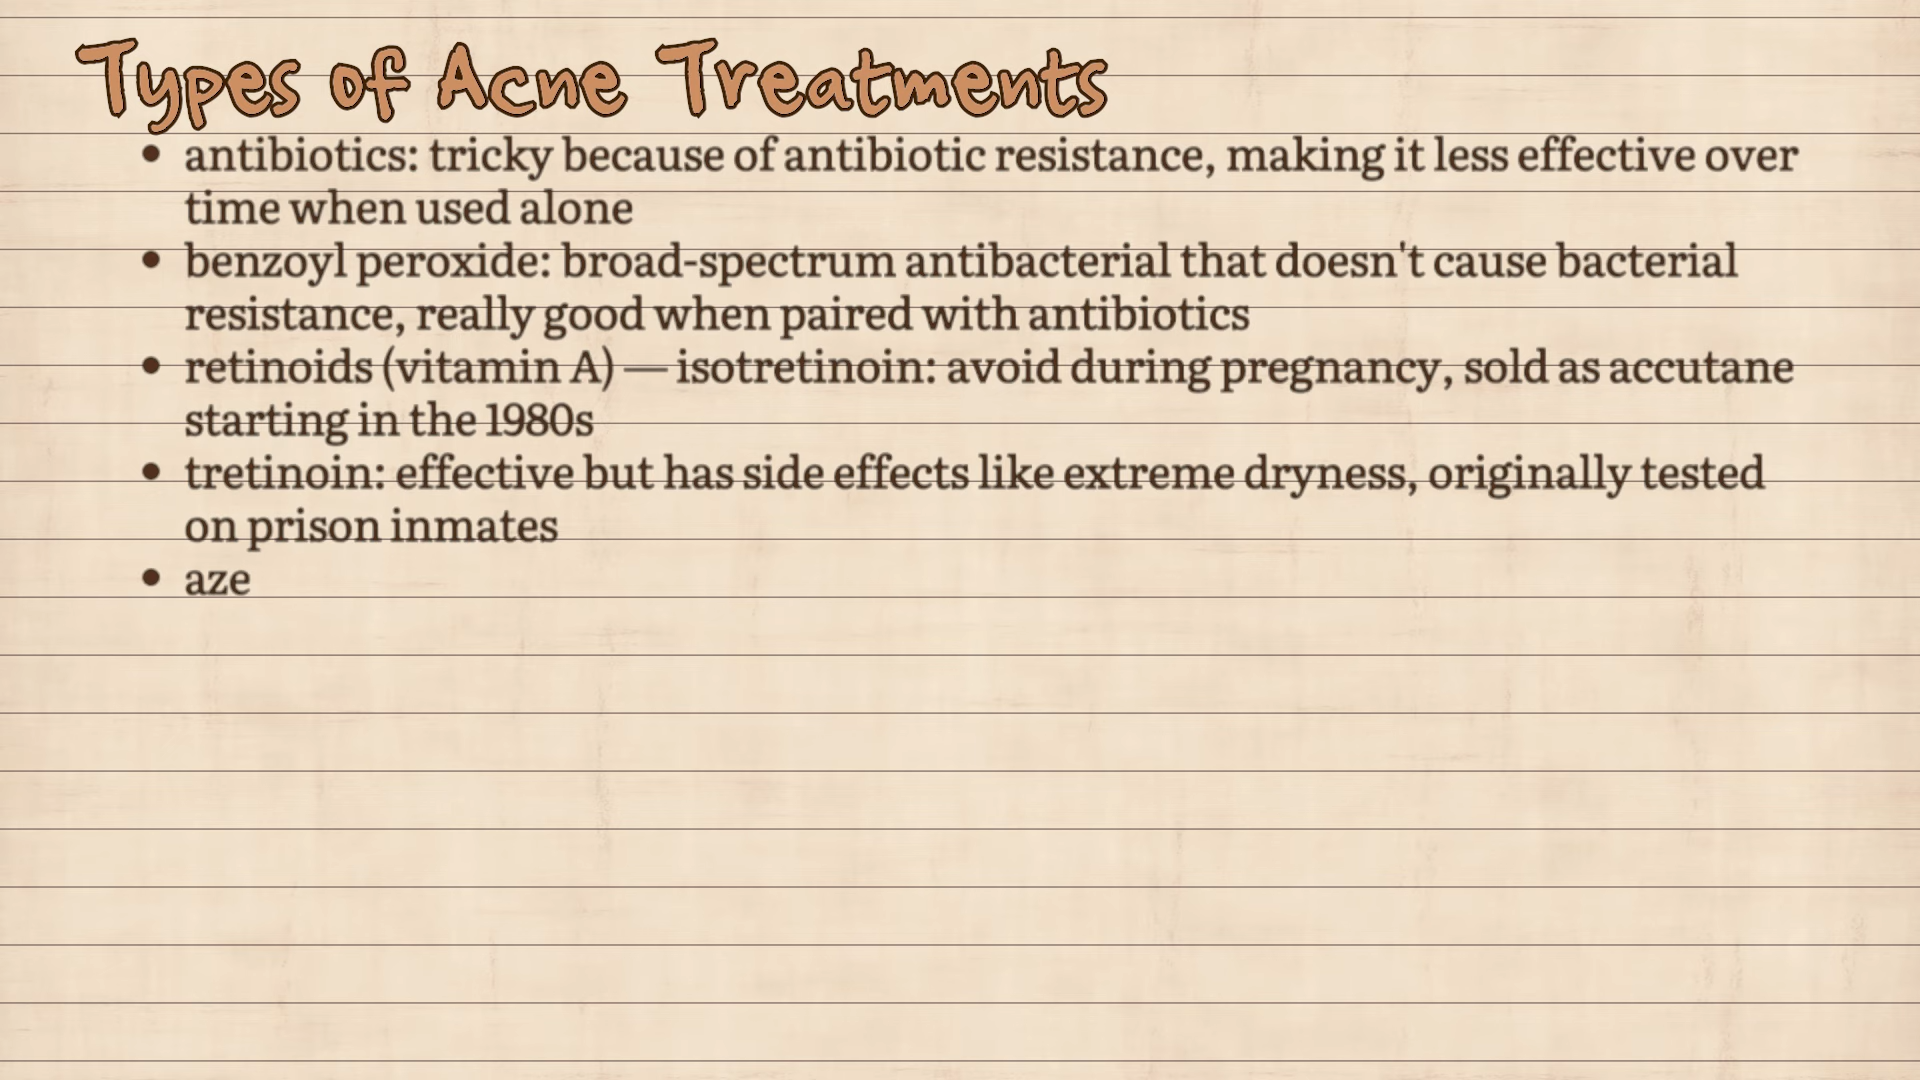 Types of Acne Treatments
• antibiotics: tricky because of antibiotic resistance, making it less effective over
time when used alone
• benzoyl peroxide: broad-spectrum antibacterial that doesn't cause bacterial
resistance, really good when paired with antibiotics
• retinoids (vitamin A) — isotretinoin: avoid during pregnancy, sold as accutane
starting in the 1980s
• tretinoin: effective but has side effects like extreme dryness, originally tested
on prison inmates
• aze